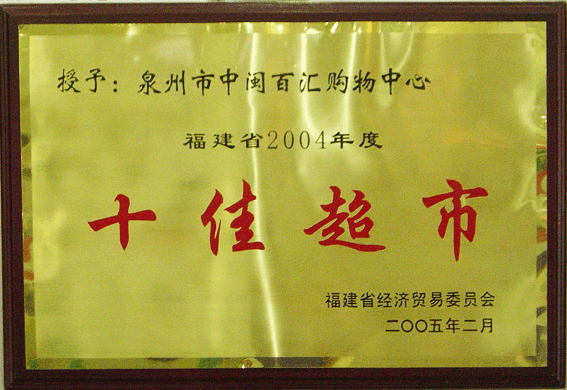 授予：泉州市中闽百汇购物中心
福建省2004年度
十佳超市
福建省经济贸易委员会
二〇〇五年二月